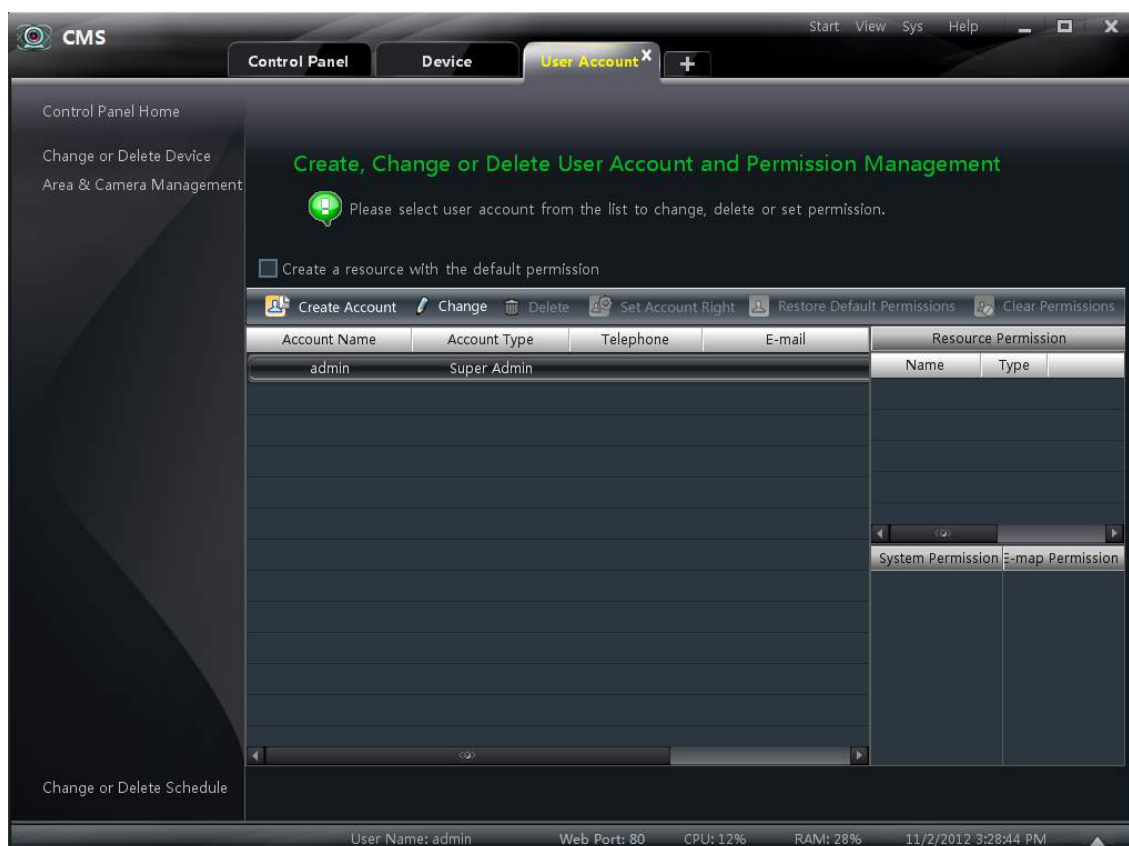 CMS
Start View Sys Help
Control Panel Device User Account X +
Control Panel Home
Change or Delete Device
Area & Camera Management
Create, Change or Delete User Account and Permission Management
Please select user account from the list to change, delete or set permission.
Create a resource with the default permission
Create Account Change Delete Set Account Right Restore Default Permissions Clear Permissions
Account Name Account Type Telephone E-mail Resource Permission
Name Type
admin Super Admin
System Permission E-map Permission
Change or Delete Schedule
User Name: admin Web Port: 80 CPU: 12% RAM: 28% 11/2/2012 3:28:44 PM